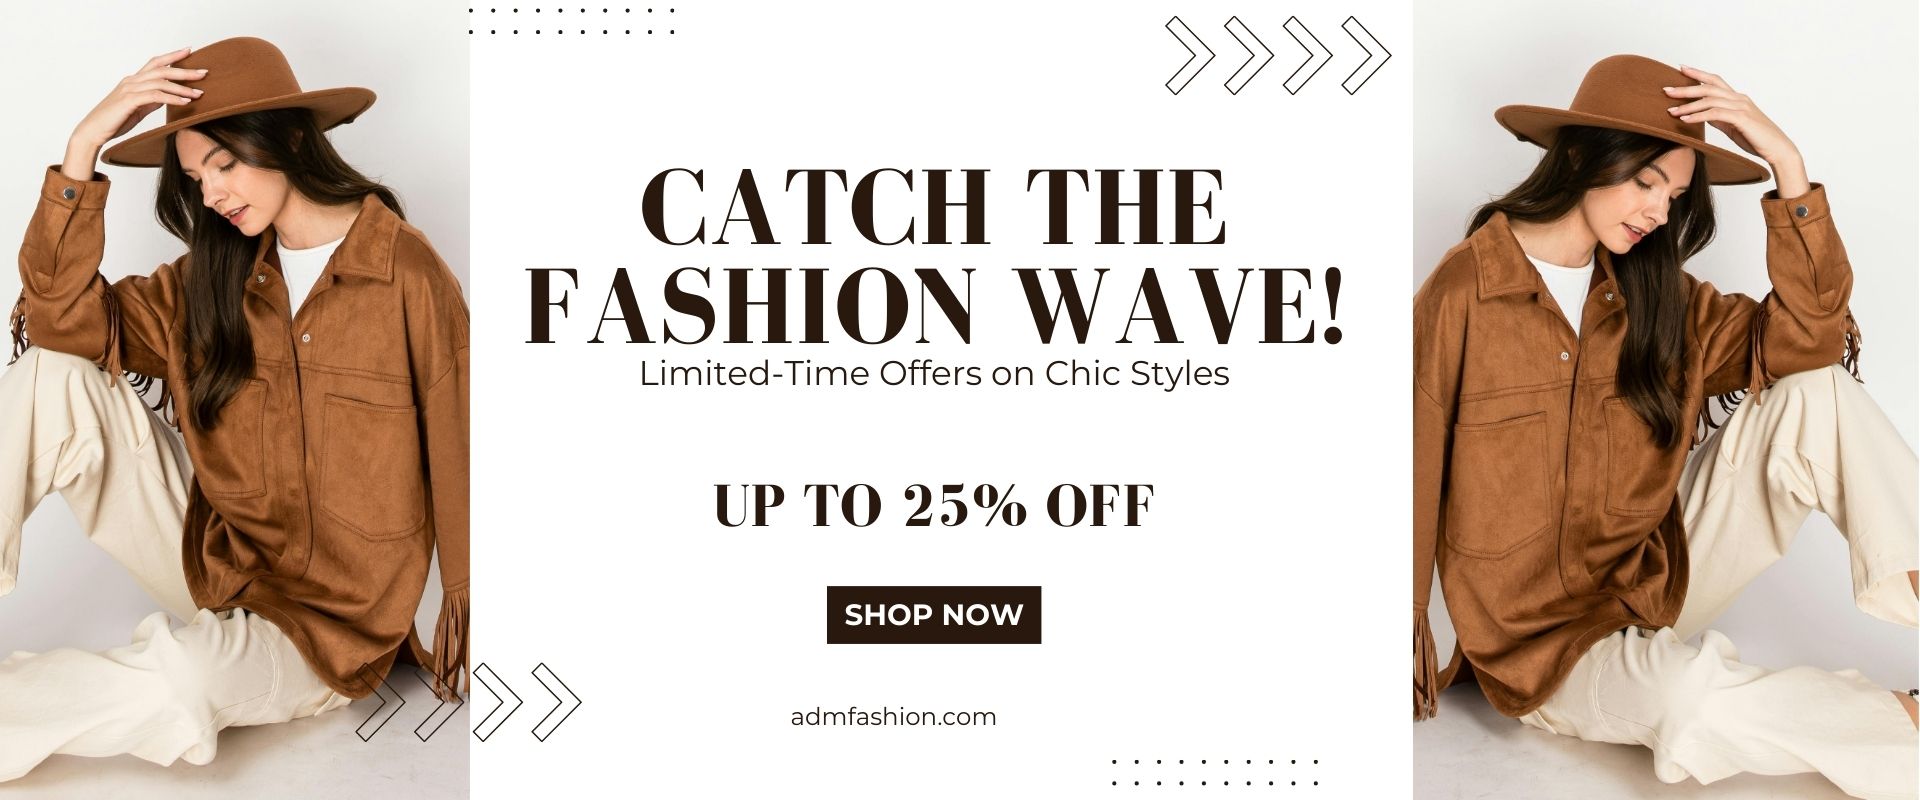 CATCH THE
FASHION WAVE!
Limited-Time Offers on Chic Styles
UP TO 25% OFF
SHOP NOW
admfashion.com